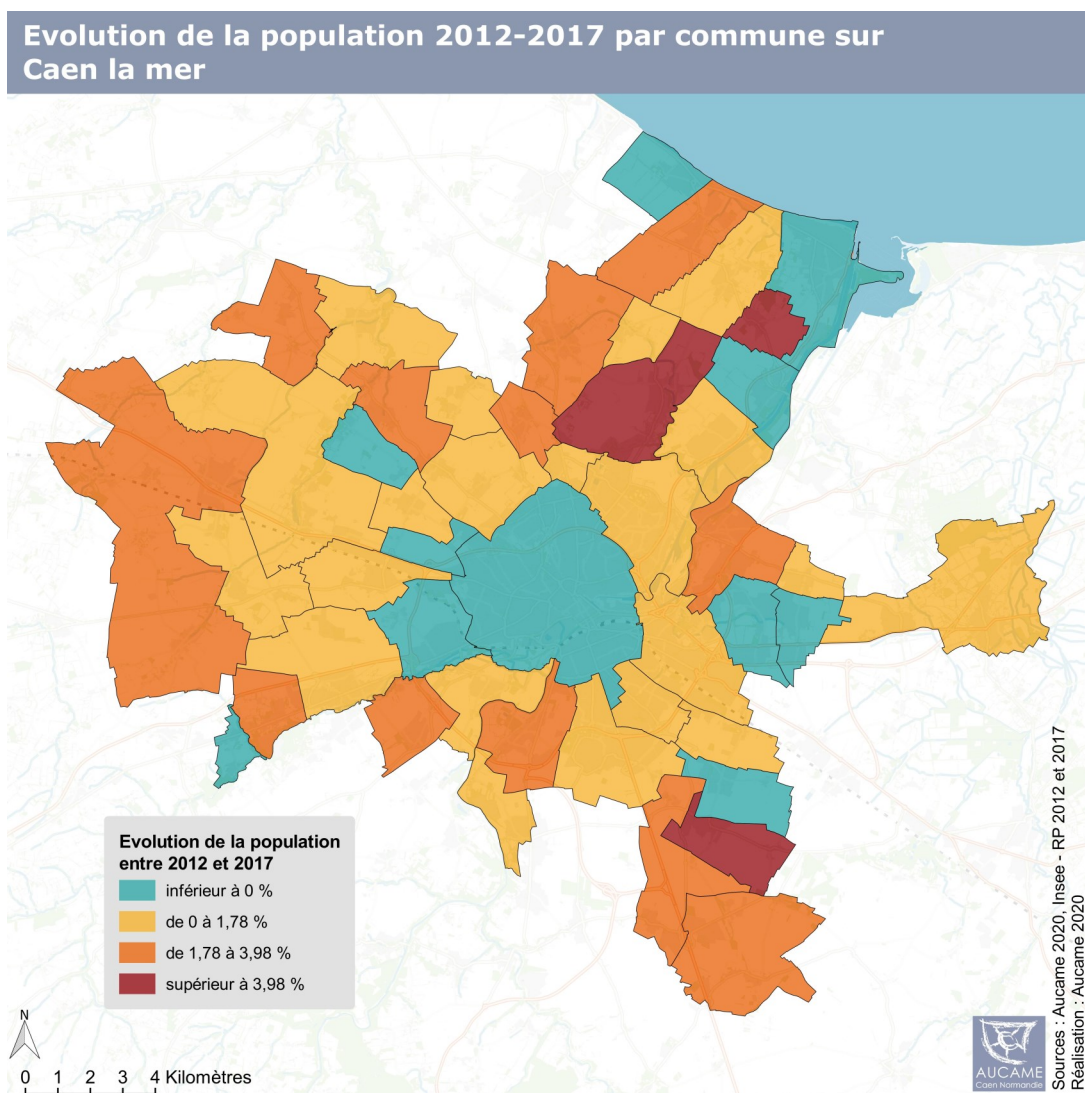 Evolution de la population 2012-2017 par commune sur
Caen la mer
Evolution de la population
entre 2012 et 2017
inférieur à 0 %
de 0 à 1,78 %
de 1,78 à 3,98 %
supérieur à 3,98 %
N
0 1 2 3 4 Kilomètres
AUCAME
Caen Normandie
Sources : Aucame 2020, Insee - RP 2012 et 2017
Réalisation : Aucame 2020